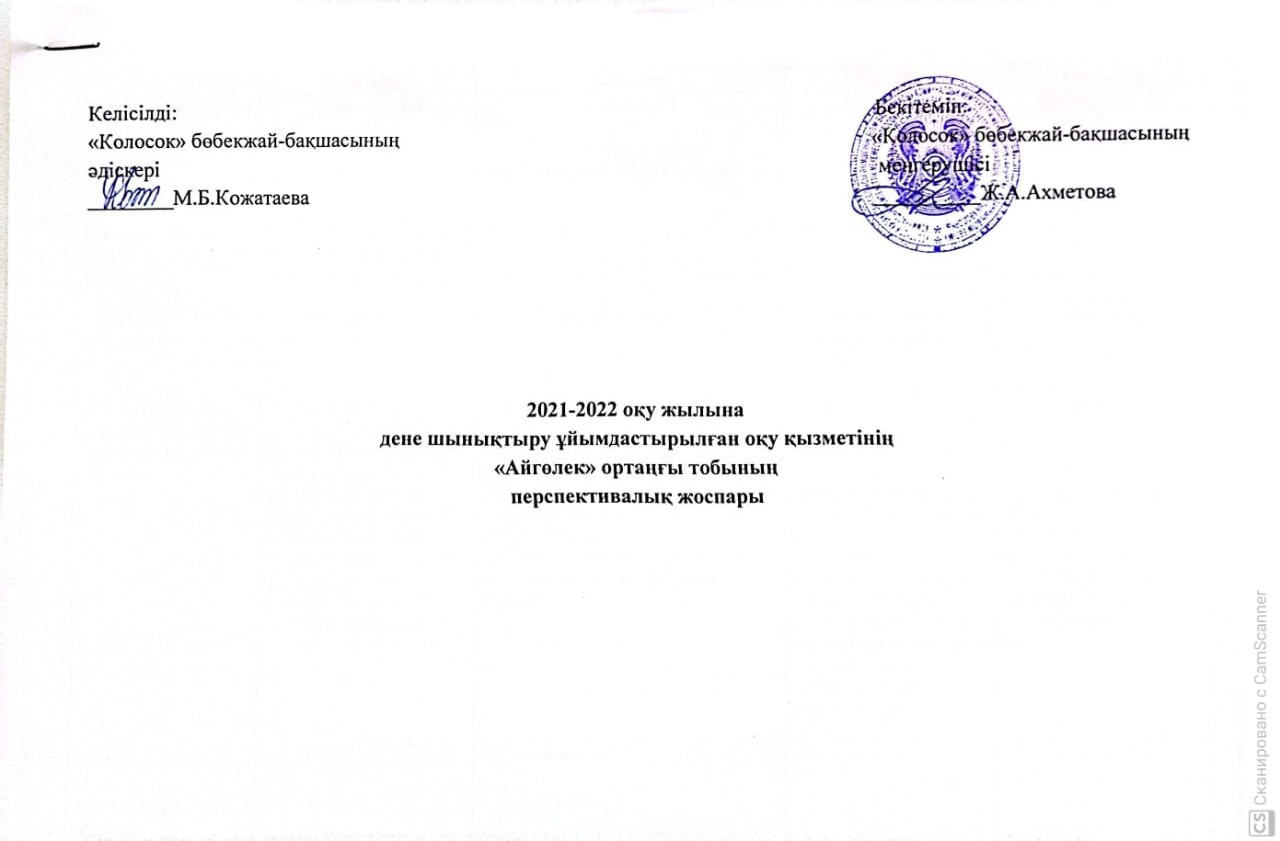 Келісілді:
«Колосок» бөбекжай-бақшасының
әдіскері
М.Б.Кожатаева
Бекітемін:
«Колосок» бөбекжай-бақшасының
меңгерушісі
Ж.А.Ахметова
2021-2022 оқу жылына
дене шынықтыру ұйымдастырылған оқу қызметінің
«Айгөлек» ортаңғы тобының
перспективалық жоспары
CS Сканировано с CamScanner